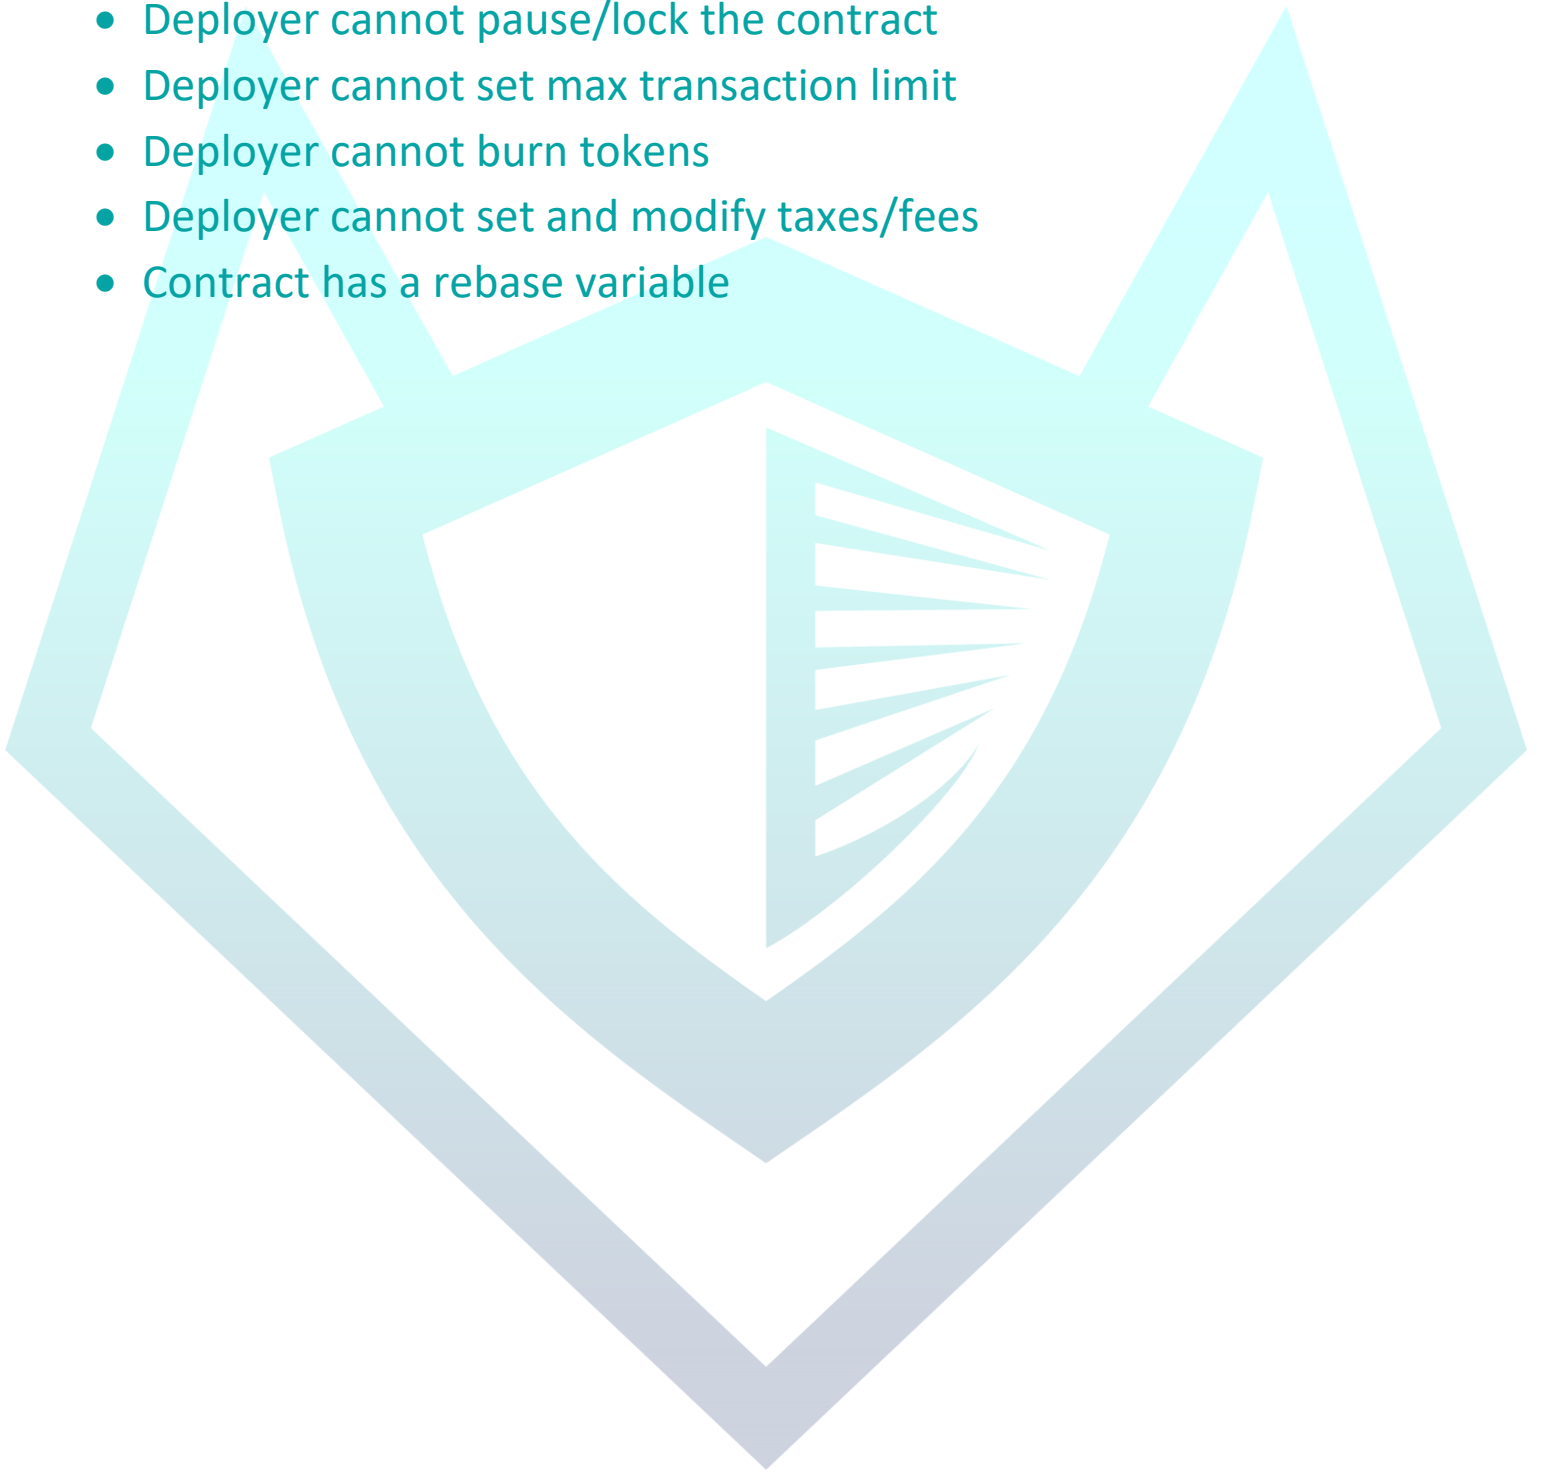 • Deployer cannot pause/lock the contract
• Deployer cannot set max transaction limit
• Deployer cannot burn tokens
• Deployer cannot set and modify taxes/fees
• Contract has a rebase variable